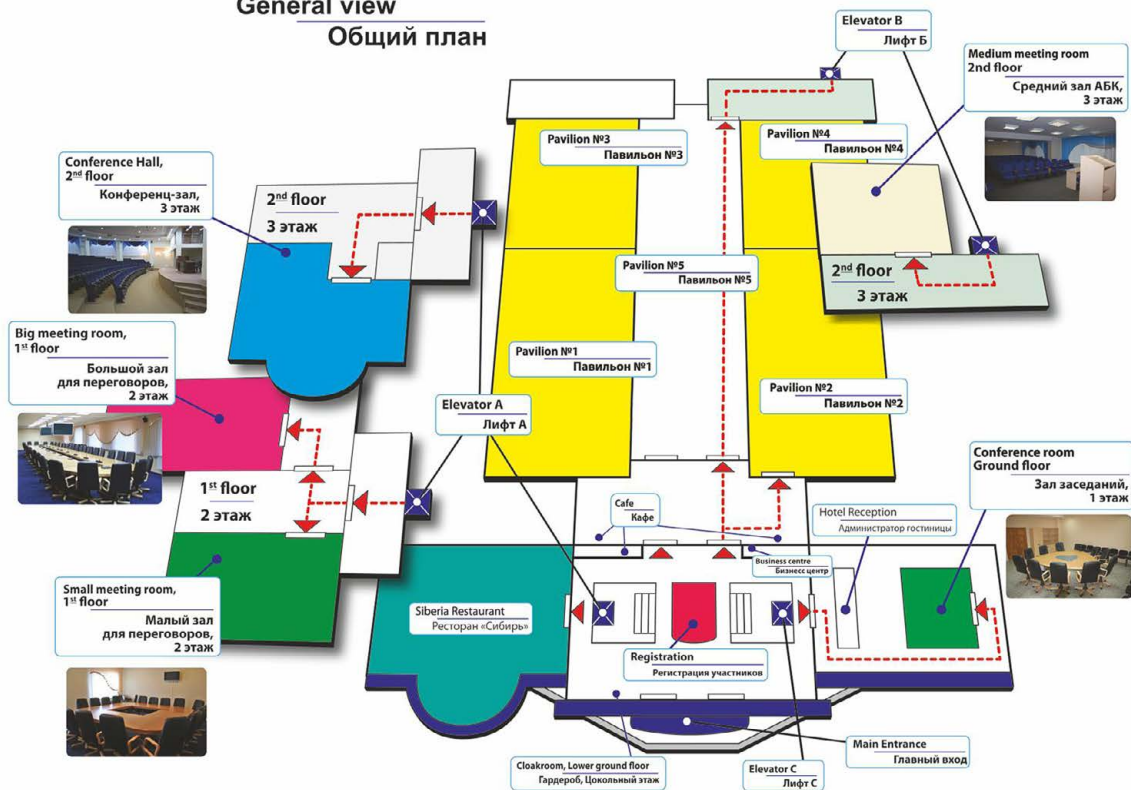 General view
Общий план
Elevator B
Лифт Б
Medium meeting room
2nd floor
Средний зал АБК,
3 этаж
Pavilion №3
Павильон №3
Pavilion №4
Павильон №4
Conference Hall,
2nd floor
Конференц-зал,
3 этаж
2nd floor
3 этаж
Pavilion №5
Павильон №5
2nd floor
3 этаж
Big meeting room,
1st floor
Большой зал
для переговоров,
2 этаж
Pavilion №1
Павильон №1
Pavilion №2
Павильон №2
Elevator A
Лифт А
Conference room
Ground floor
Зал заседаний,
1 этаж
1st floor
2 этаж
Cafe
Кафе
Hotel Reception
Администратор гостиницы
Business centre
Бизнесс центр
Small meeting room,
1st floor
Малый зал
для переговоров,
2 этаж
Siberia Restaurant
Ресторан «Сибирь»
Registration
Регистрация участников
Main Entrance
Главный вход
Cloakroom, Lower ground floor
Гардероб, Цокольный этаж
Elevator C
Лифт С